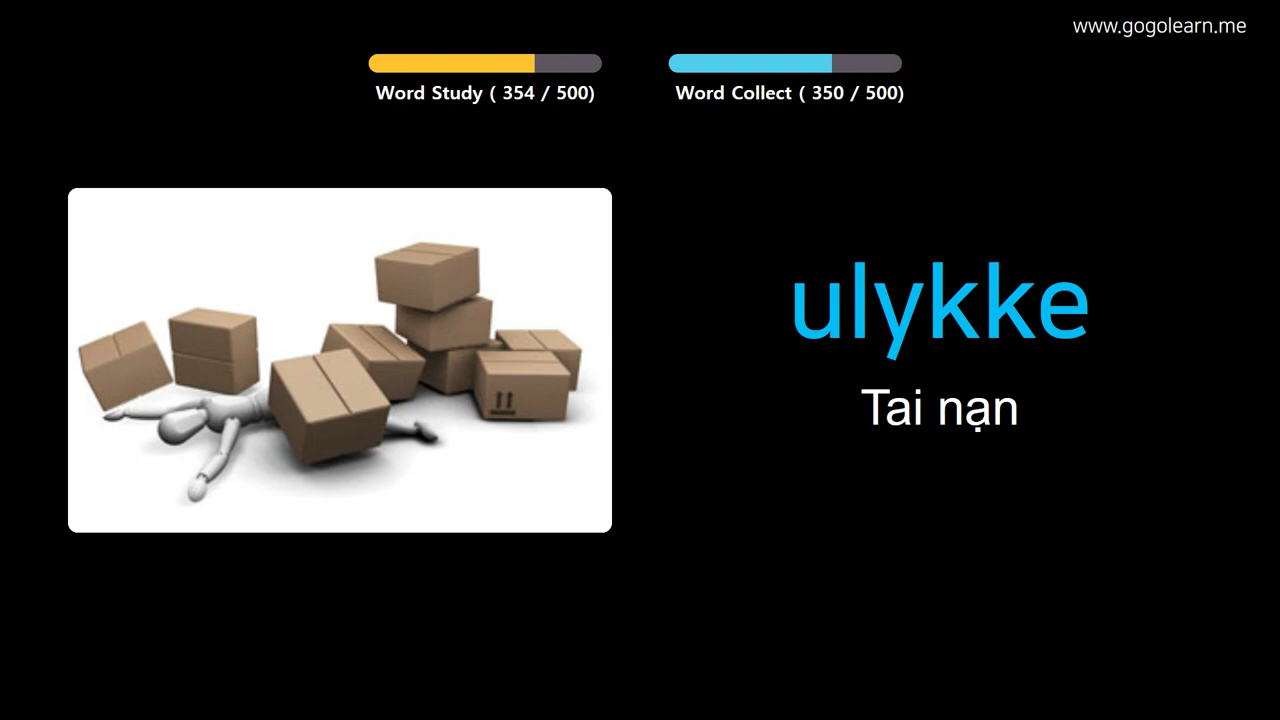 www.gogolearn.me
Word Study ( 354 / 500)
Word Collect ( 350 / 500)
ulykke
Tai nạn